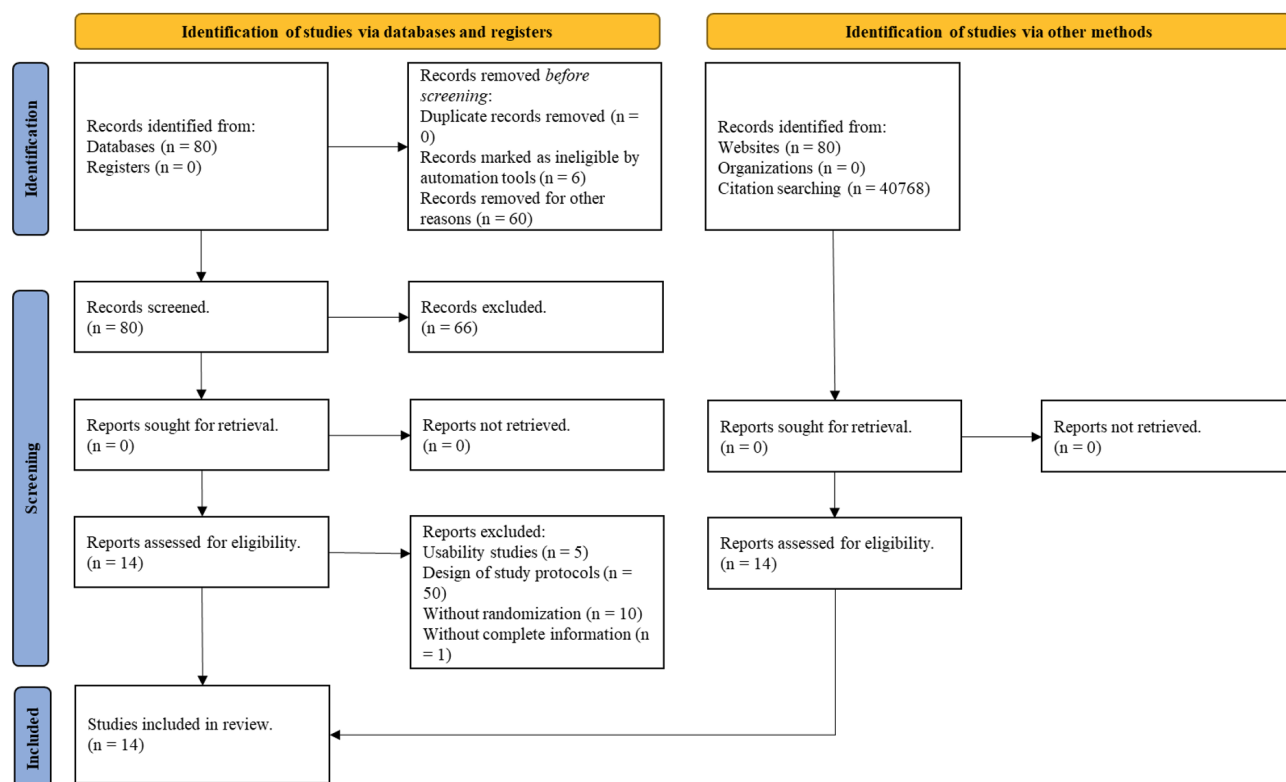 Identification of studies via databases and registers
Identification of studies via other methods
Identification
Records identified from:
Databases (n = 80)
Registers (n = 0)
Records removed before
screening:
Duplicate records removed (n =
0)
Records marked as ineligible by
automation tools (n = 6)
Records removed for other
reasons (n = 60)
Records identified from:
Websites (n = 80)
Organizations (n = 0)
Citation searching (n = 40768)
Screening
Records screened.
(n = 80)
Records excluded.
(n = 66)
Reports sought for retrieval.
(n = 0)
Reports not retrieved.
(n = 0)
Reports sought for retrieval.
(n = 0)
Reports not retrieved.
(n = 0)
Reports assessed for eligibility.
(n = 14)
Reports excluded:
Usability studies (n = 5)
Design of study protocols (n =
50)
Without randomization (n = 10)
Without complete information (n
= 1)
Reports assessed for eligibility.
(n = 14)
Included
Studies included in review.
(n = 14)